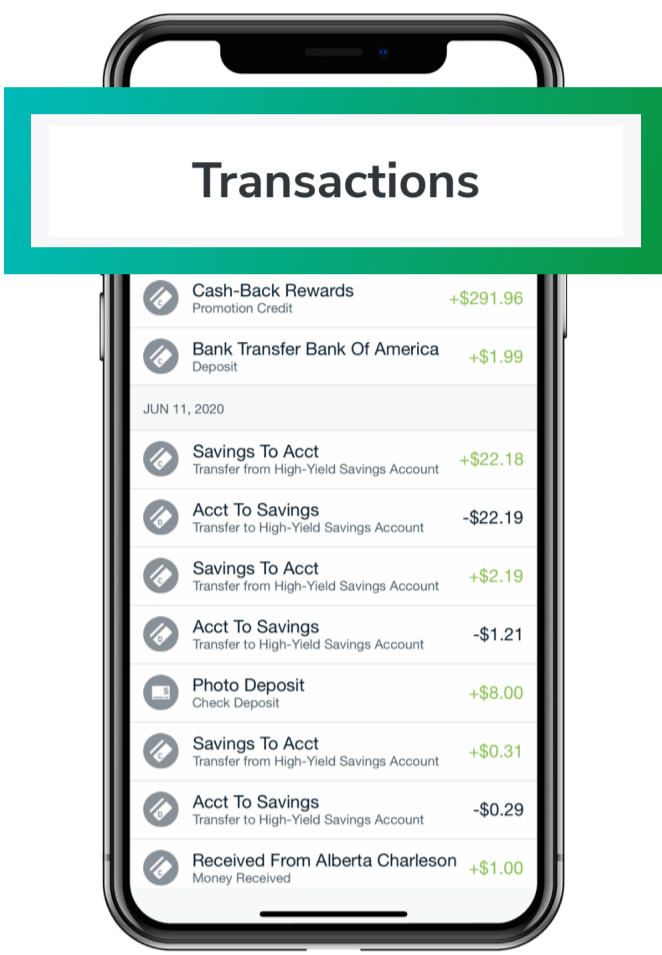 Transactions
Cash-Back Rewards
Promotion Credit
+$291.96
Bank Transfer Bank Of America
Deposit
+$1.99
JUN 11, 2020
Savings To Acct
Transfer from High-Yield Savings Account
+$22.18
Acct To Savings
Transfer to High-Yield Savings Account
-$22.19
Savings To Acct
Transfer from High-Yield Savings Account
+$2.19
Acct To Savings
Transfer to High-Yield Savings Account
-$1.21
Photo Deposit
Check Deposit
+$8.00
Savings To Acct
Transfer from High-Yield Savings Account
+$0.31
Acct To Savings
Transfer to High-Yield Savings Account
-$0.29
Received From Alberta Charleson
Money Received
+$1.00